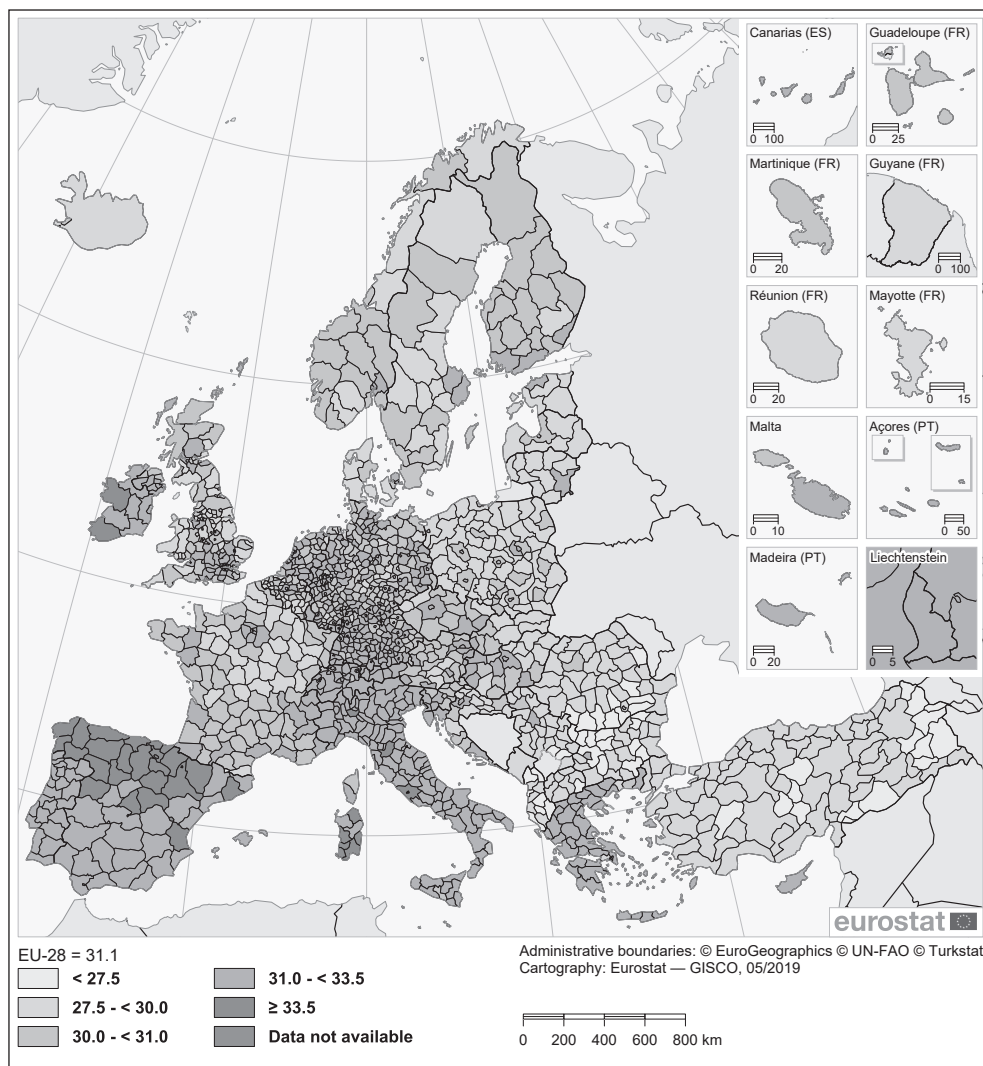 Canarias (ES)
0 100
Guadeloupe (FR)
0 25
Martinique (FR)
0 20
Guyane (FR)
0 100
Réunion (FR)
0 20
Mayotte (FR)
0 15
Malta
0 10
Açores (PT)
0 50
Madeira (PT)
0 20
Liechtenstein
0 5
eurostat
EU-28 = 31.1
< 27.5
27.5 - < 30.0
30.0 - < 31.0
31.0 - < 33.5
≥ 33.5
Data not available
Administrative boundaries: © EuroGeographics © UN-FAO © Turkstat
Cartography: Eurostat — GISCO, 05/2019
0 200 400 600 800 km